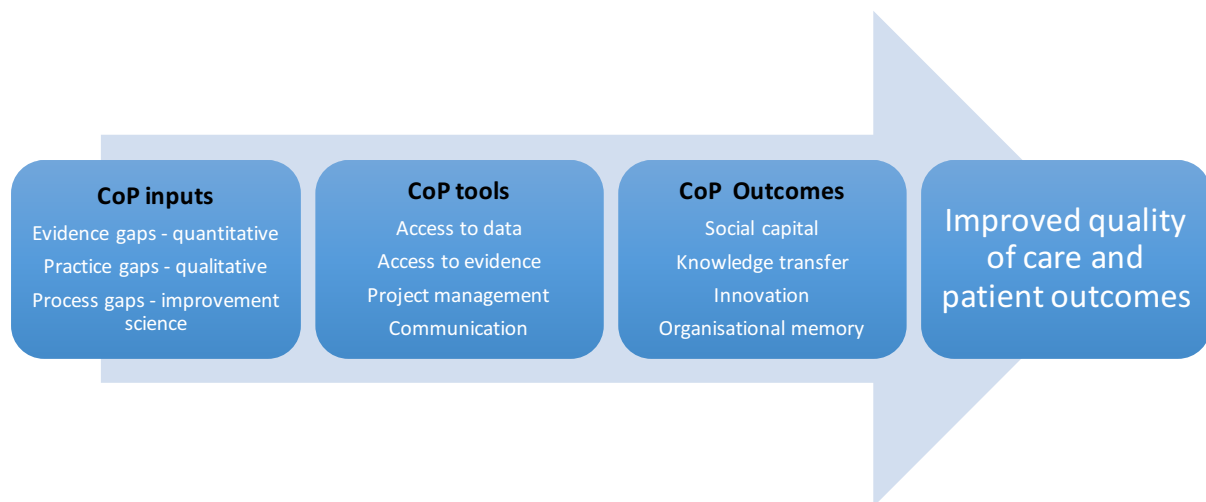 CoP inputs
Evidence gaps - quantitative
Practice gaps - qualitative
Process gaps - improvement
science
CoP tools
Access to data
Access to evidence
Project management
Communication
CoP Outcomes
Social capital
Knowledge transfer
Innovation
Organisational memory
Improved quality
of care and
patient outcomes